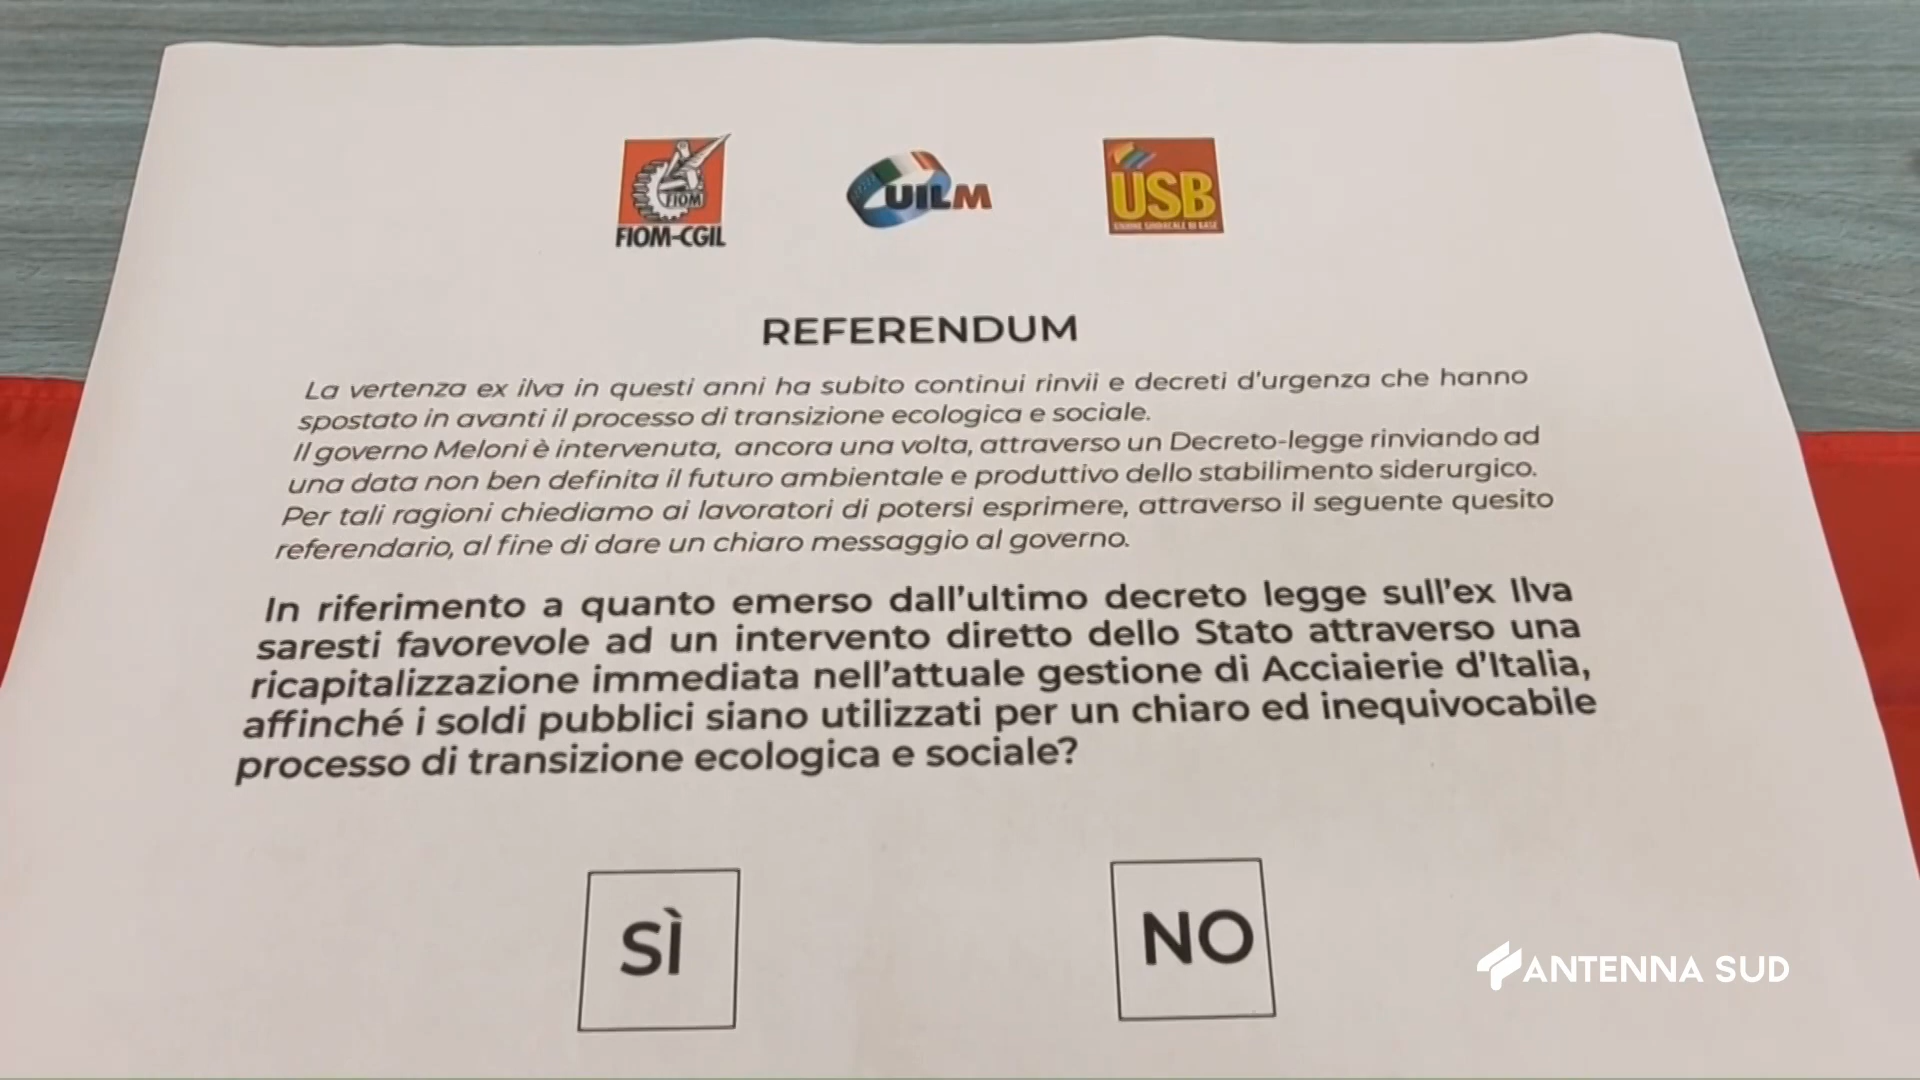 FIOM
FIOM-CGIL
UILM
USB
UNIONE SINDACALE DI BASE
REFERENDUM
La vertenza ex ilva in questi anni ha subito continui rinvii e decreti d'urgenza che hanno
spostato in avanti il processo di transizione ecologica e sociale.
Il governo Meloni è intervenuta, ancora una volta, attraverso un Decreto-legge rinviando ad
una data non ben definita il futuro ambientale e produttivo dello stabilimento siderurgico.
Per tali ragioni chiediamo ai lavoratori di potersi esprimere, attraverso il seguente quesito
referendario, al fine di dare un chiaro messaggio al governo.
In riferimento a quanto emerso dall'ultimo decreto legge sull'ex Ilva
saresti favorevole ad un intervento diretto dello Stato attraverso una
ricapitalizzazione immediata nell'attuale gestione di Acciaierie d'Italia,
affinché i soldi pubblici siano utilizzati per un chiaro ed inequivocabile
processo di transizione ecologica e sociale?
SÌ
NO
ANTENNA SUD